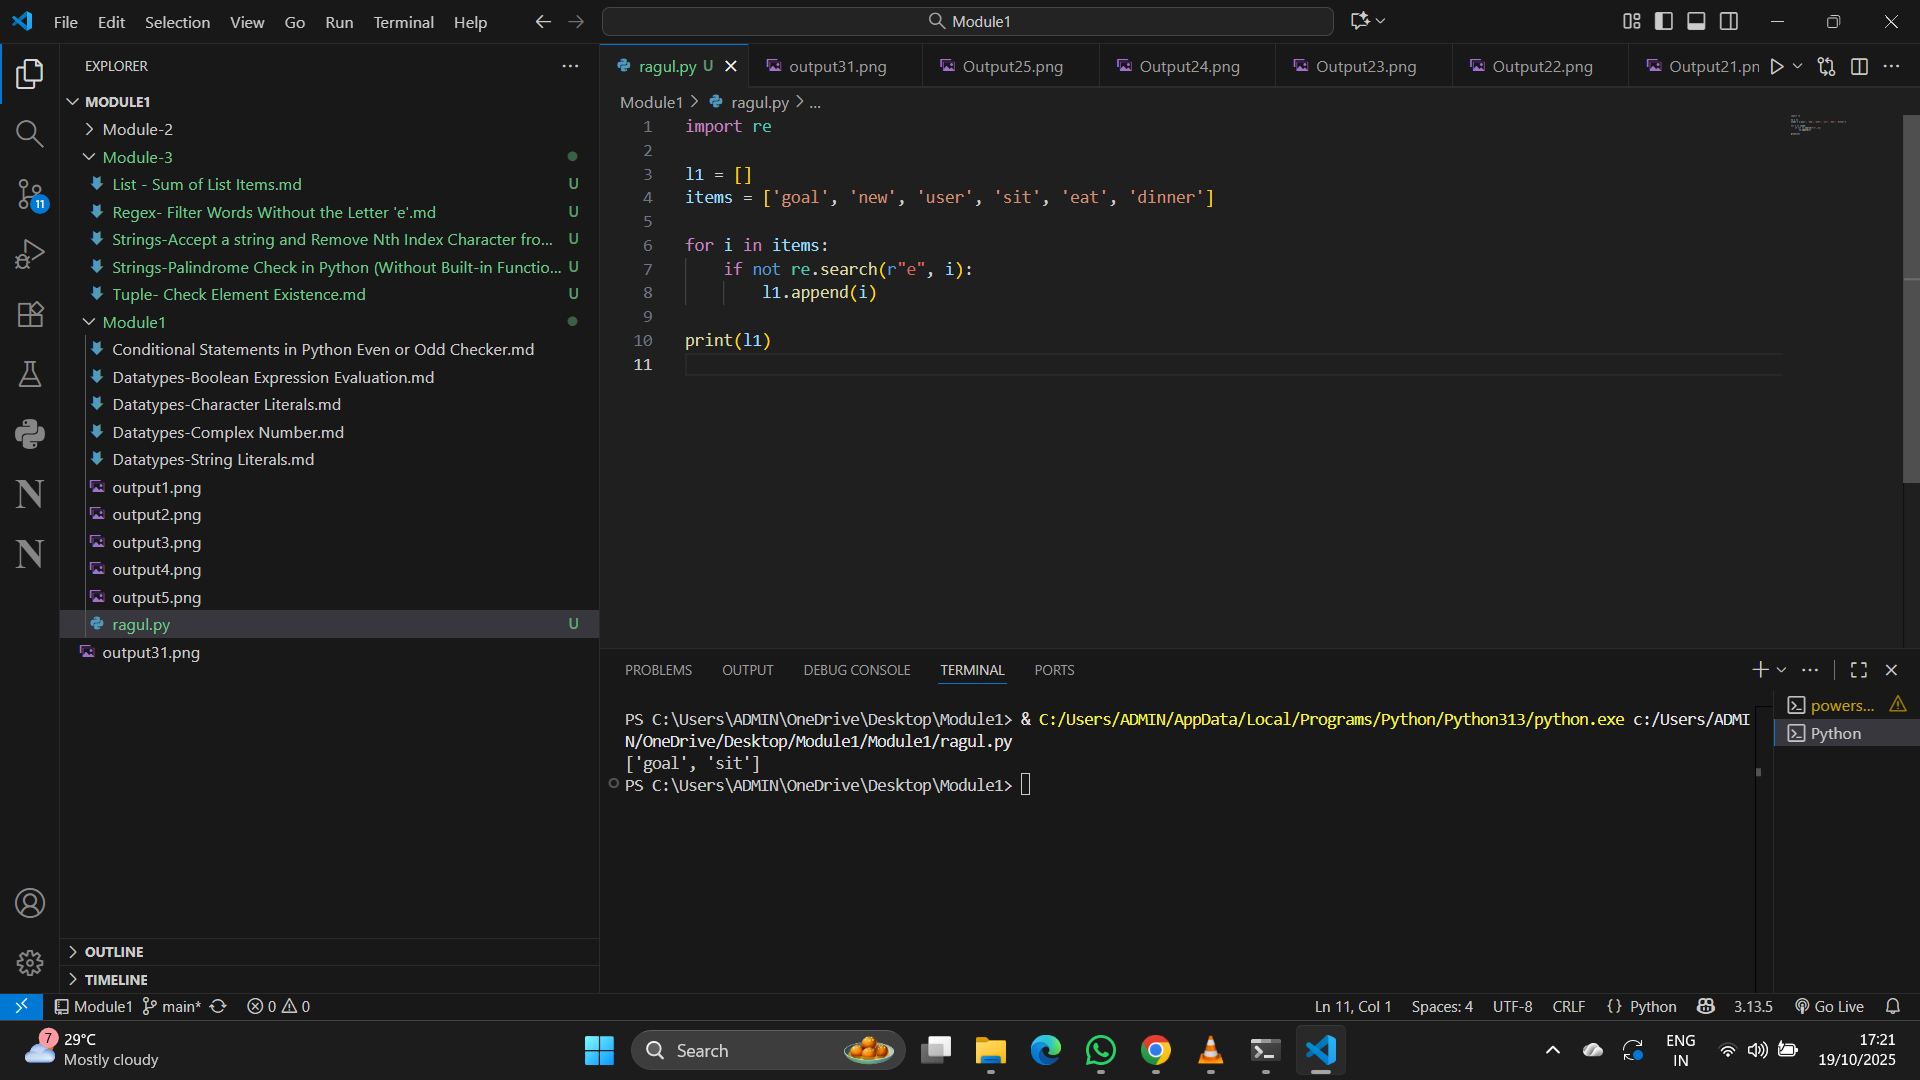 File Edit Selection View Go Run Terminal Help
Module1
EXPLORER
MODULE1
Module-2
Module-3
List - Sum of List Items.md U
Regex- Filter Words Without the Letter 'e'.md U
Strings-Accept a string and Remove Nth Index Character fro... U
Strings-Palindrome Check in Python (Without Built-in Functio... U
Tuple- Check Element Existence.md U
Module1
Conditional Statements in Python Even or Odd Checker.md
Datatypes-Boolean Expression Evaluation.md
Datatypes-Character Literals.md
Datatypes-Complex Number.md
Datatypes-String Literals.md
output1.png
output2.png
output3.png
output4.png
output5.png
ragul.py U
output31.png
OUTLINE
TIMELINE
11
ragul.py U output31.png Output25.png Output24.png Output23.png Output22.png Output21.pn
Module1 > ragul.py > ...
1 import re
2
3 l1 = []
4 items = ['goal', 'new', 'user', 'sit', 'eat', 'dinner']
5
6 for i in items:
7 if not re.search(r"e", i):
8 l1.append(i)
9
10 print(l1)
11
PROBLEMS OUTPUT DEBUG CONSOLE TERMINAL PORTS
PS C:\Users\ADMIN\OneDrive\Desktop\Module1> & C:/Users/ADMIN/AppData/Local/Programs/Python/Python313/python.exe c:/Users/ADMI
N/OneDrive/Desktop/Module1/Module1/ragul.py
['goal', 'sit']
PS C:\Users\ADMIN\OneDrive\Desktop\Module1>
powers...
Python
Module1 main* 0 0 Ln 11, Col 1 Spaces: 4 UTF-8 CRLF {} Python 3.13.5 Go Live
7
29°C
Mostly cloudy
Search
ENG
IN
17:21
19/10/2025